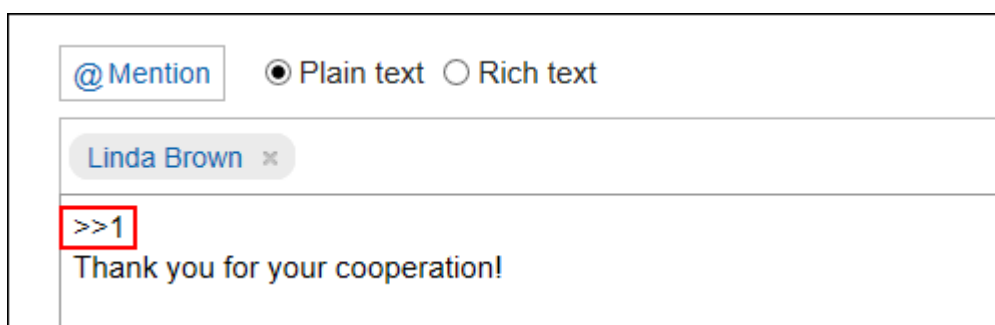 @Mention Plain text Rich text
Linda Brown ×
>>1
Thank you for your cooperation!